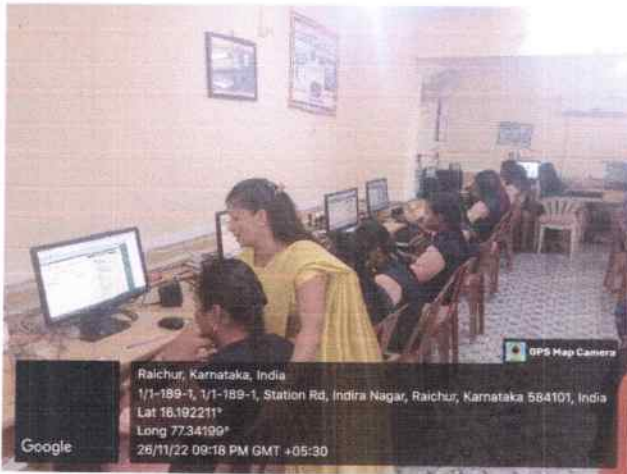 GPS Map Camera
Raichur, Karnataka, India
1/1-189-1, 1/1-189-1, Station Rd, Indira Nagar, Raichur, Karnataka 584101, India
Lat 16.192211°
Long 77.34199°
26/11/22 09:18 PM GMT +05:30
Google